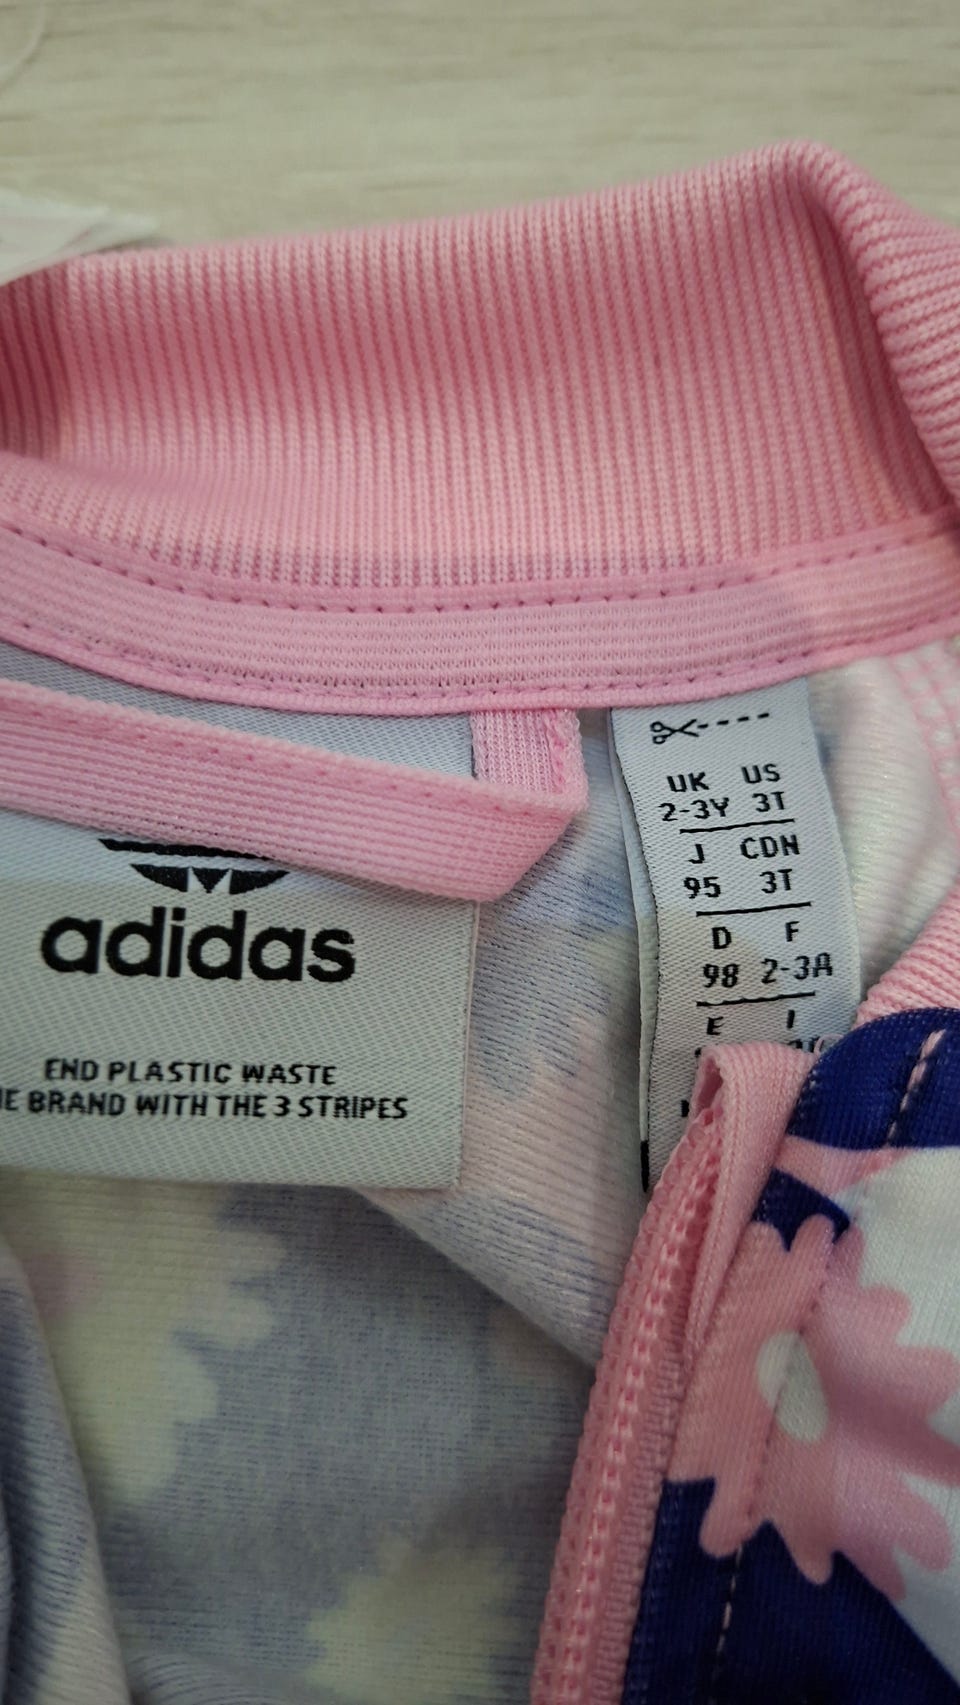 adidas
END PLASTIC WASTE
BRAND WITH THE 3 STRIPES
UK US
2-3Y 3T
J CDN
95 3T
D F
98 2-3A
E I